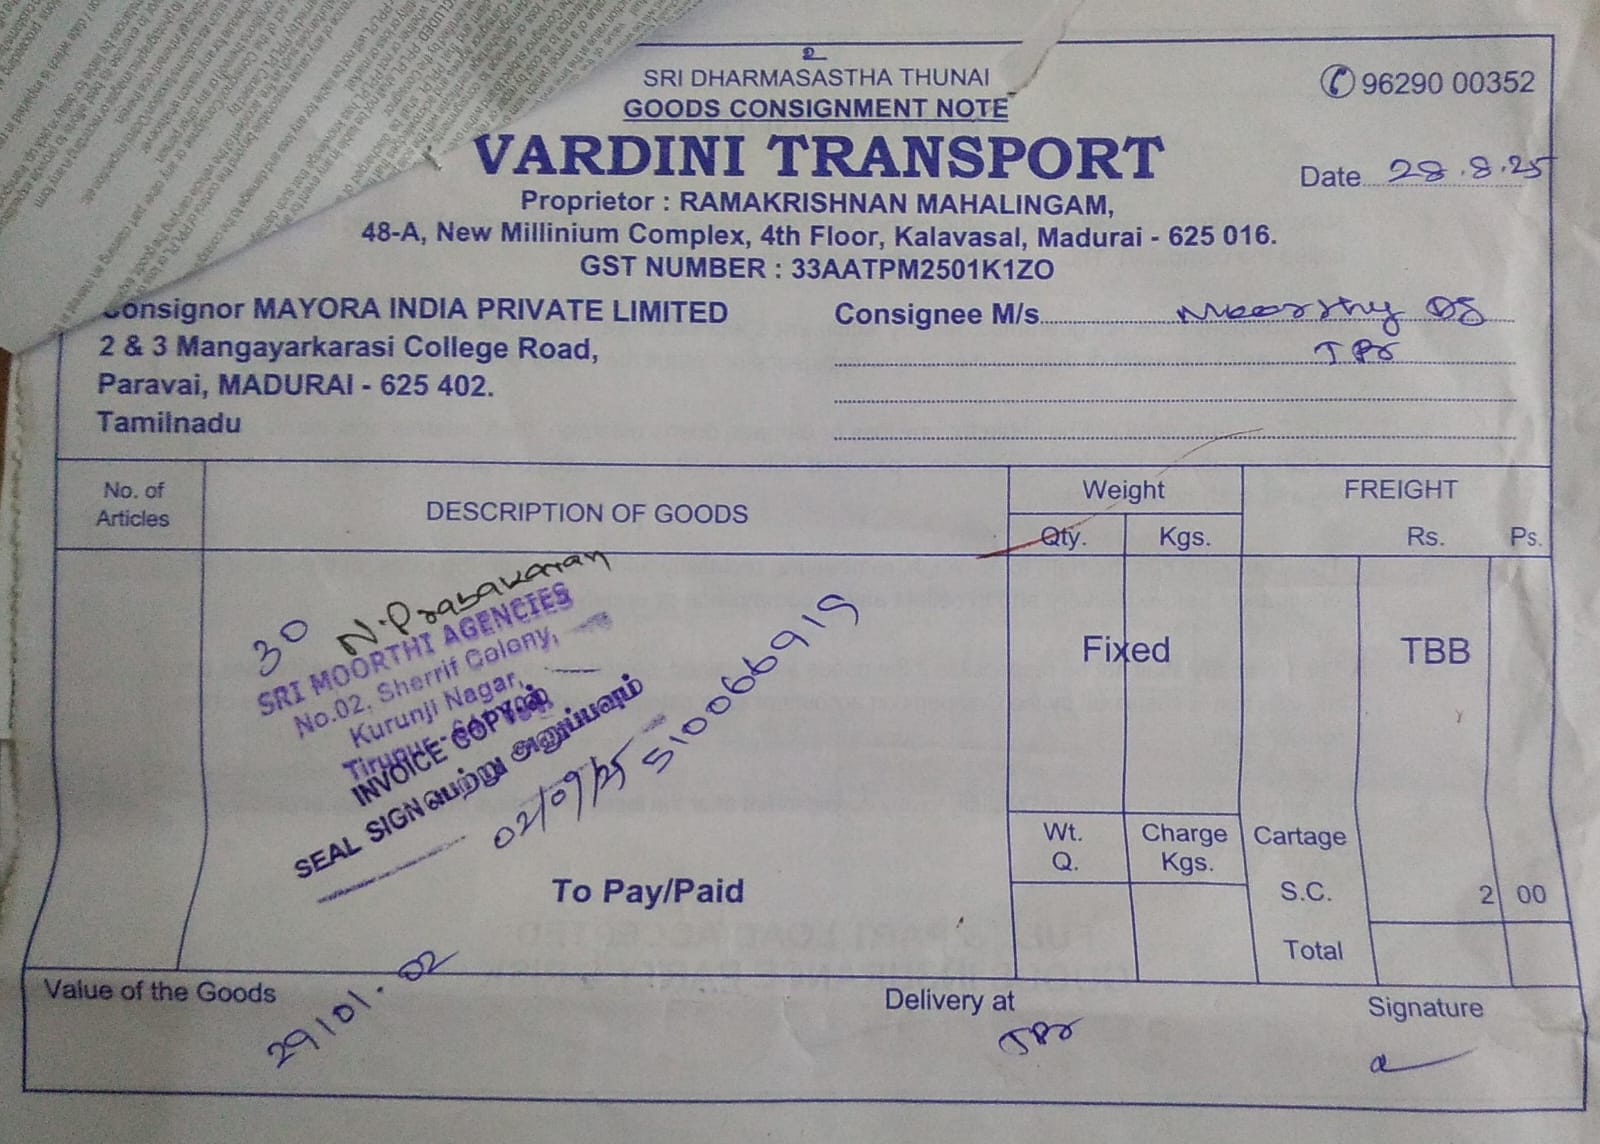 SRI DHARMASASTHA THUNAI
GOODS CONSIGNMENT NOTE
✆ 96290 00352
VARDINI TRANSPORT
Date 28.8.25
Proprietor : RAMAKRISHNAN MAHALINGAM,
48-A, New Millinium Complex, 4th Floor, Kalavasal, Madurai - 625 016.
GST NUMBER : 33AATPM2501K1ZO
Consignor MAYORA INDIA PRIVATE LIMITED
2 & 3 Mangayarkarasi College Road,
Paravai, MADURAI - 625 402.
Tamilnadu
Consignee M/s. Moorthy
No. of Articles
DESCRIPTION OF GOODS
Weight
Qty. Kgs.
FREIGHT
Rs. Ps.
30
N. Prabakaran
SRI MOORTHI AGENCIES
No.02, Sherrif Colony,
Kurunji Nagar,
INVOICE COPY ல்
SEAL SIGN பெற்று அனுப்பவும்
02/09/25
510066919
Fixed
TBB
To Pay/Paid
Wt. Q.
Charge Kgs.
Cartage
S.C. 2 00
Total
Value of the Goods
29101.02
Delivery at
Signature